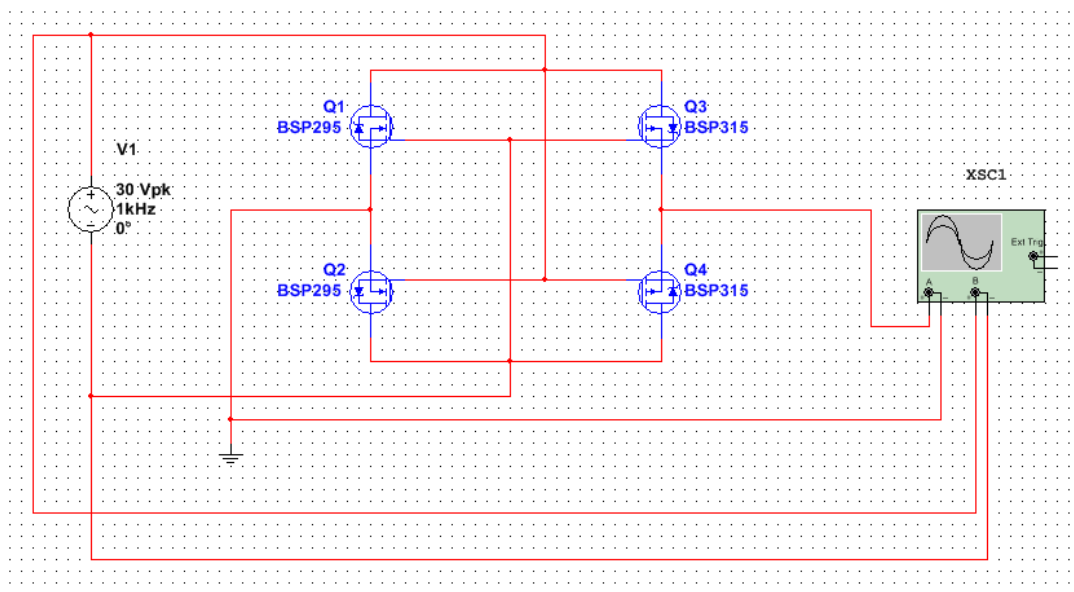 Q1
BSP295
Q3
BSP315
V1
30 Vpk
1kHz
0°
XSC1
Ext Trig
A
B
Q2
BSP295
Q4
BSP315